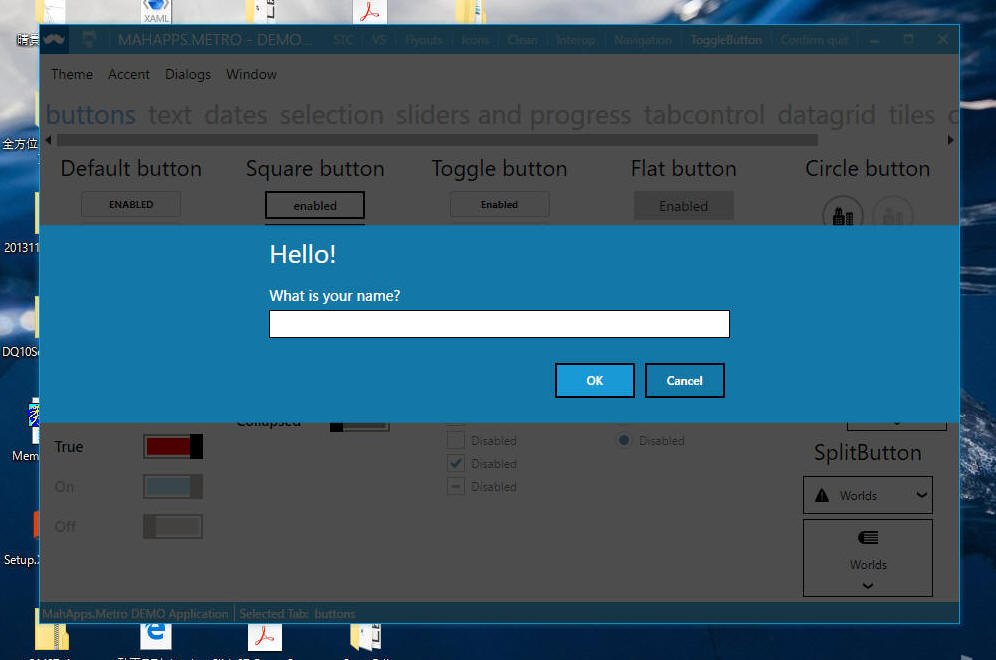 XAML
MAHAPPS.METRO - DEMO...
STC
VS
Flyouts
Icons
Clean
Interop
Navigation
ToggleButton
Confirm quit
Theme Accent Dialogs Window
buttons text dates selection sliders and progress tabcontrol datagrid tiles
全方位
Default button
Square button
Toggle button
Flat button
Circle button
ENABLED
enabled
Enabled
Enabled
201311
Hello!
What is your name?
DQ10Se
OK
Cancel
Collapsed
True
Disabled
Disabled
Disabled
Disabled
SplitButton
Mem
On
Worlds
Off
Setup.
Worlds
MahApps.Metro DEMO Application
Selected Tab: buttons